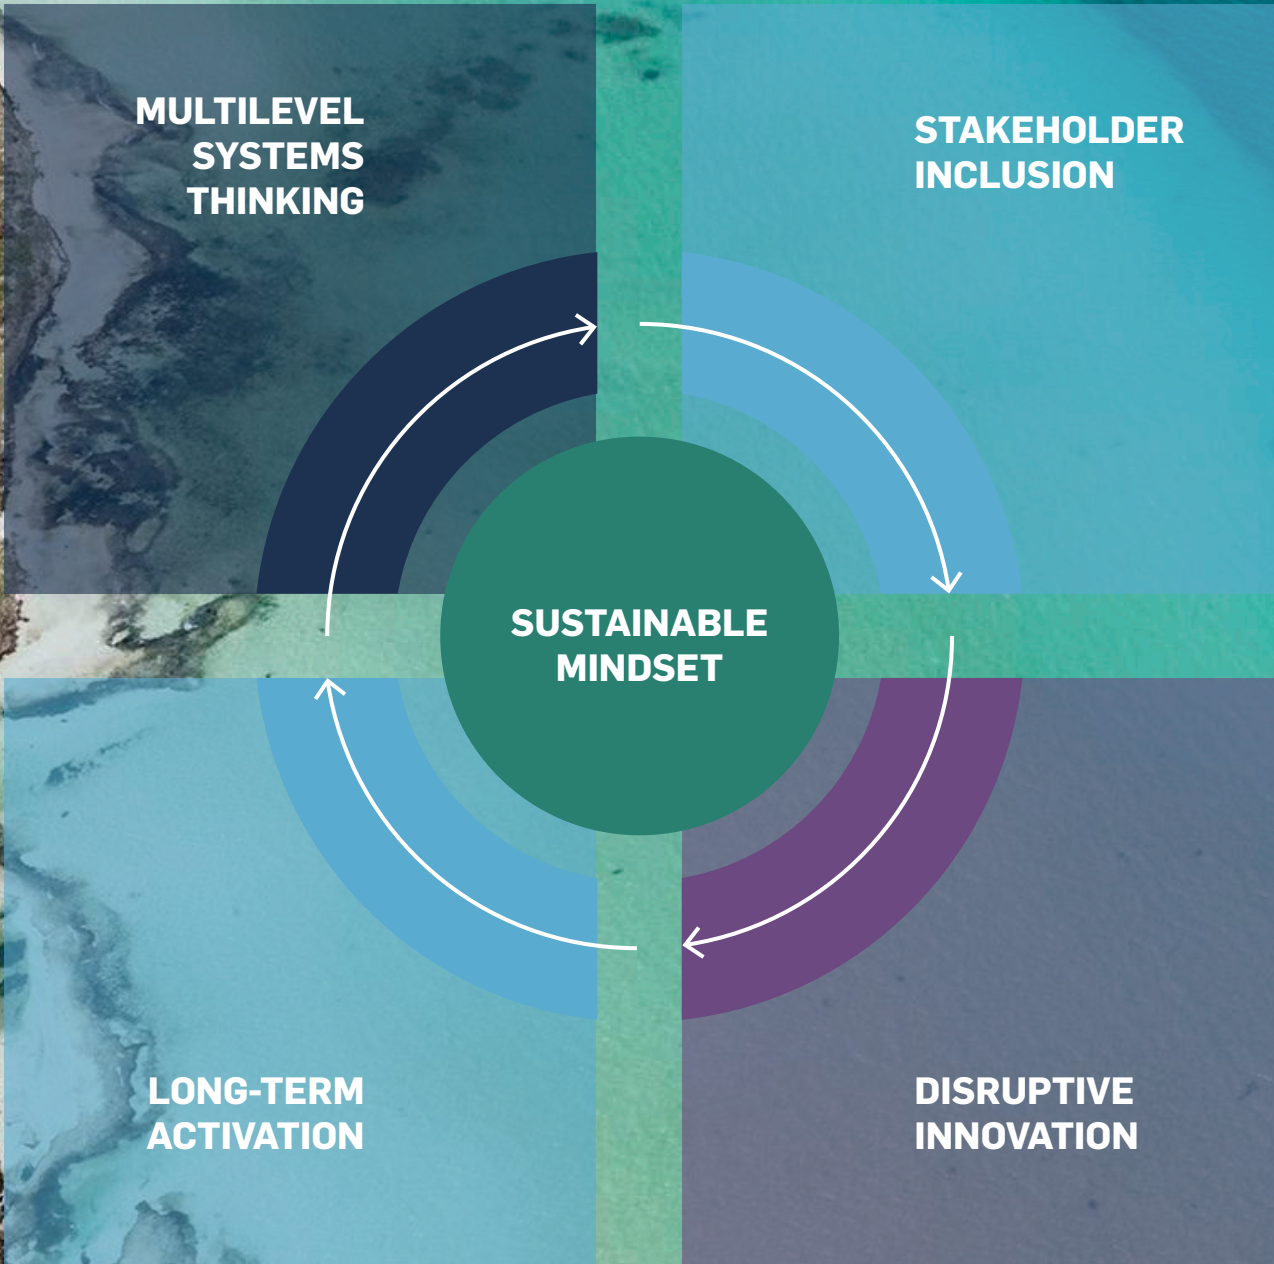 MULTILEVEL
SYSTEMS
THINKING
STAKEHOLDER
INCLUSION
SUSTAINABLE
MINDSET
LONG-TERM
ACTIVATION
DISRUPTIVE
INNOVATION